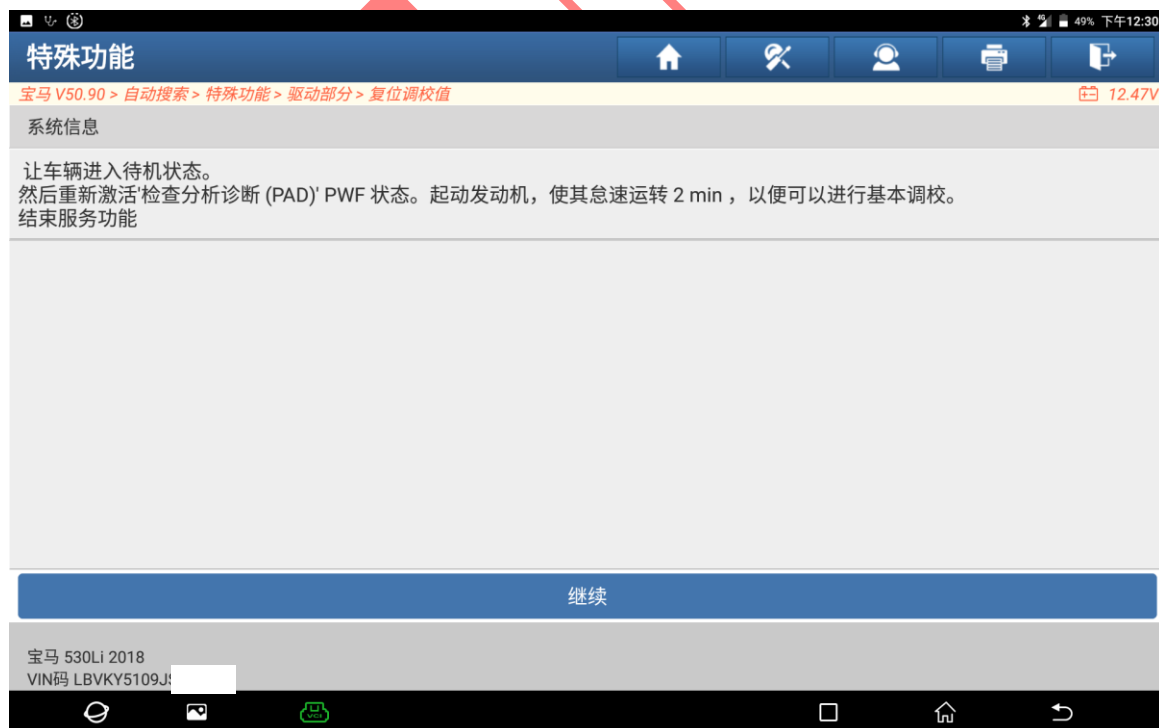 49% 下午12:30
特殊功能
宝马 V50.90 > 自动搜索 > 特殊功能 > 驱动部分 > 复位调校值 12.47V
系统信息
让车辆进入待机状态。
然后重新激活'检查分析诊断 (PAD)' PWF 状态。起动发动机，使其怠速运转 2 min ，以便可以进行基本调校。
结束服务功能
继续
宝马 530Li 2018
VIN码 LBVKY5109J
VCI